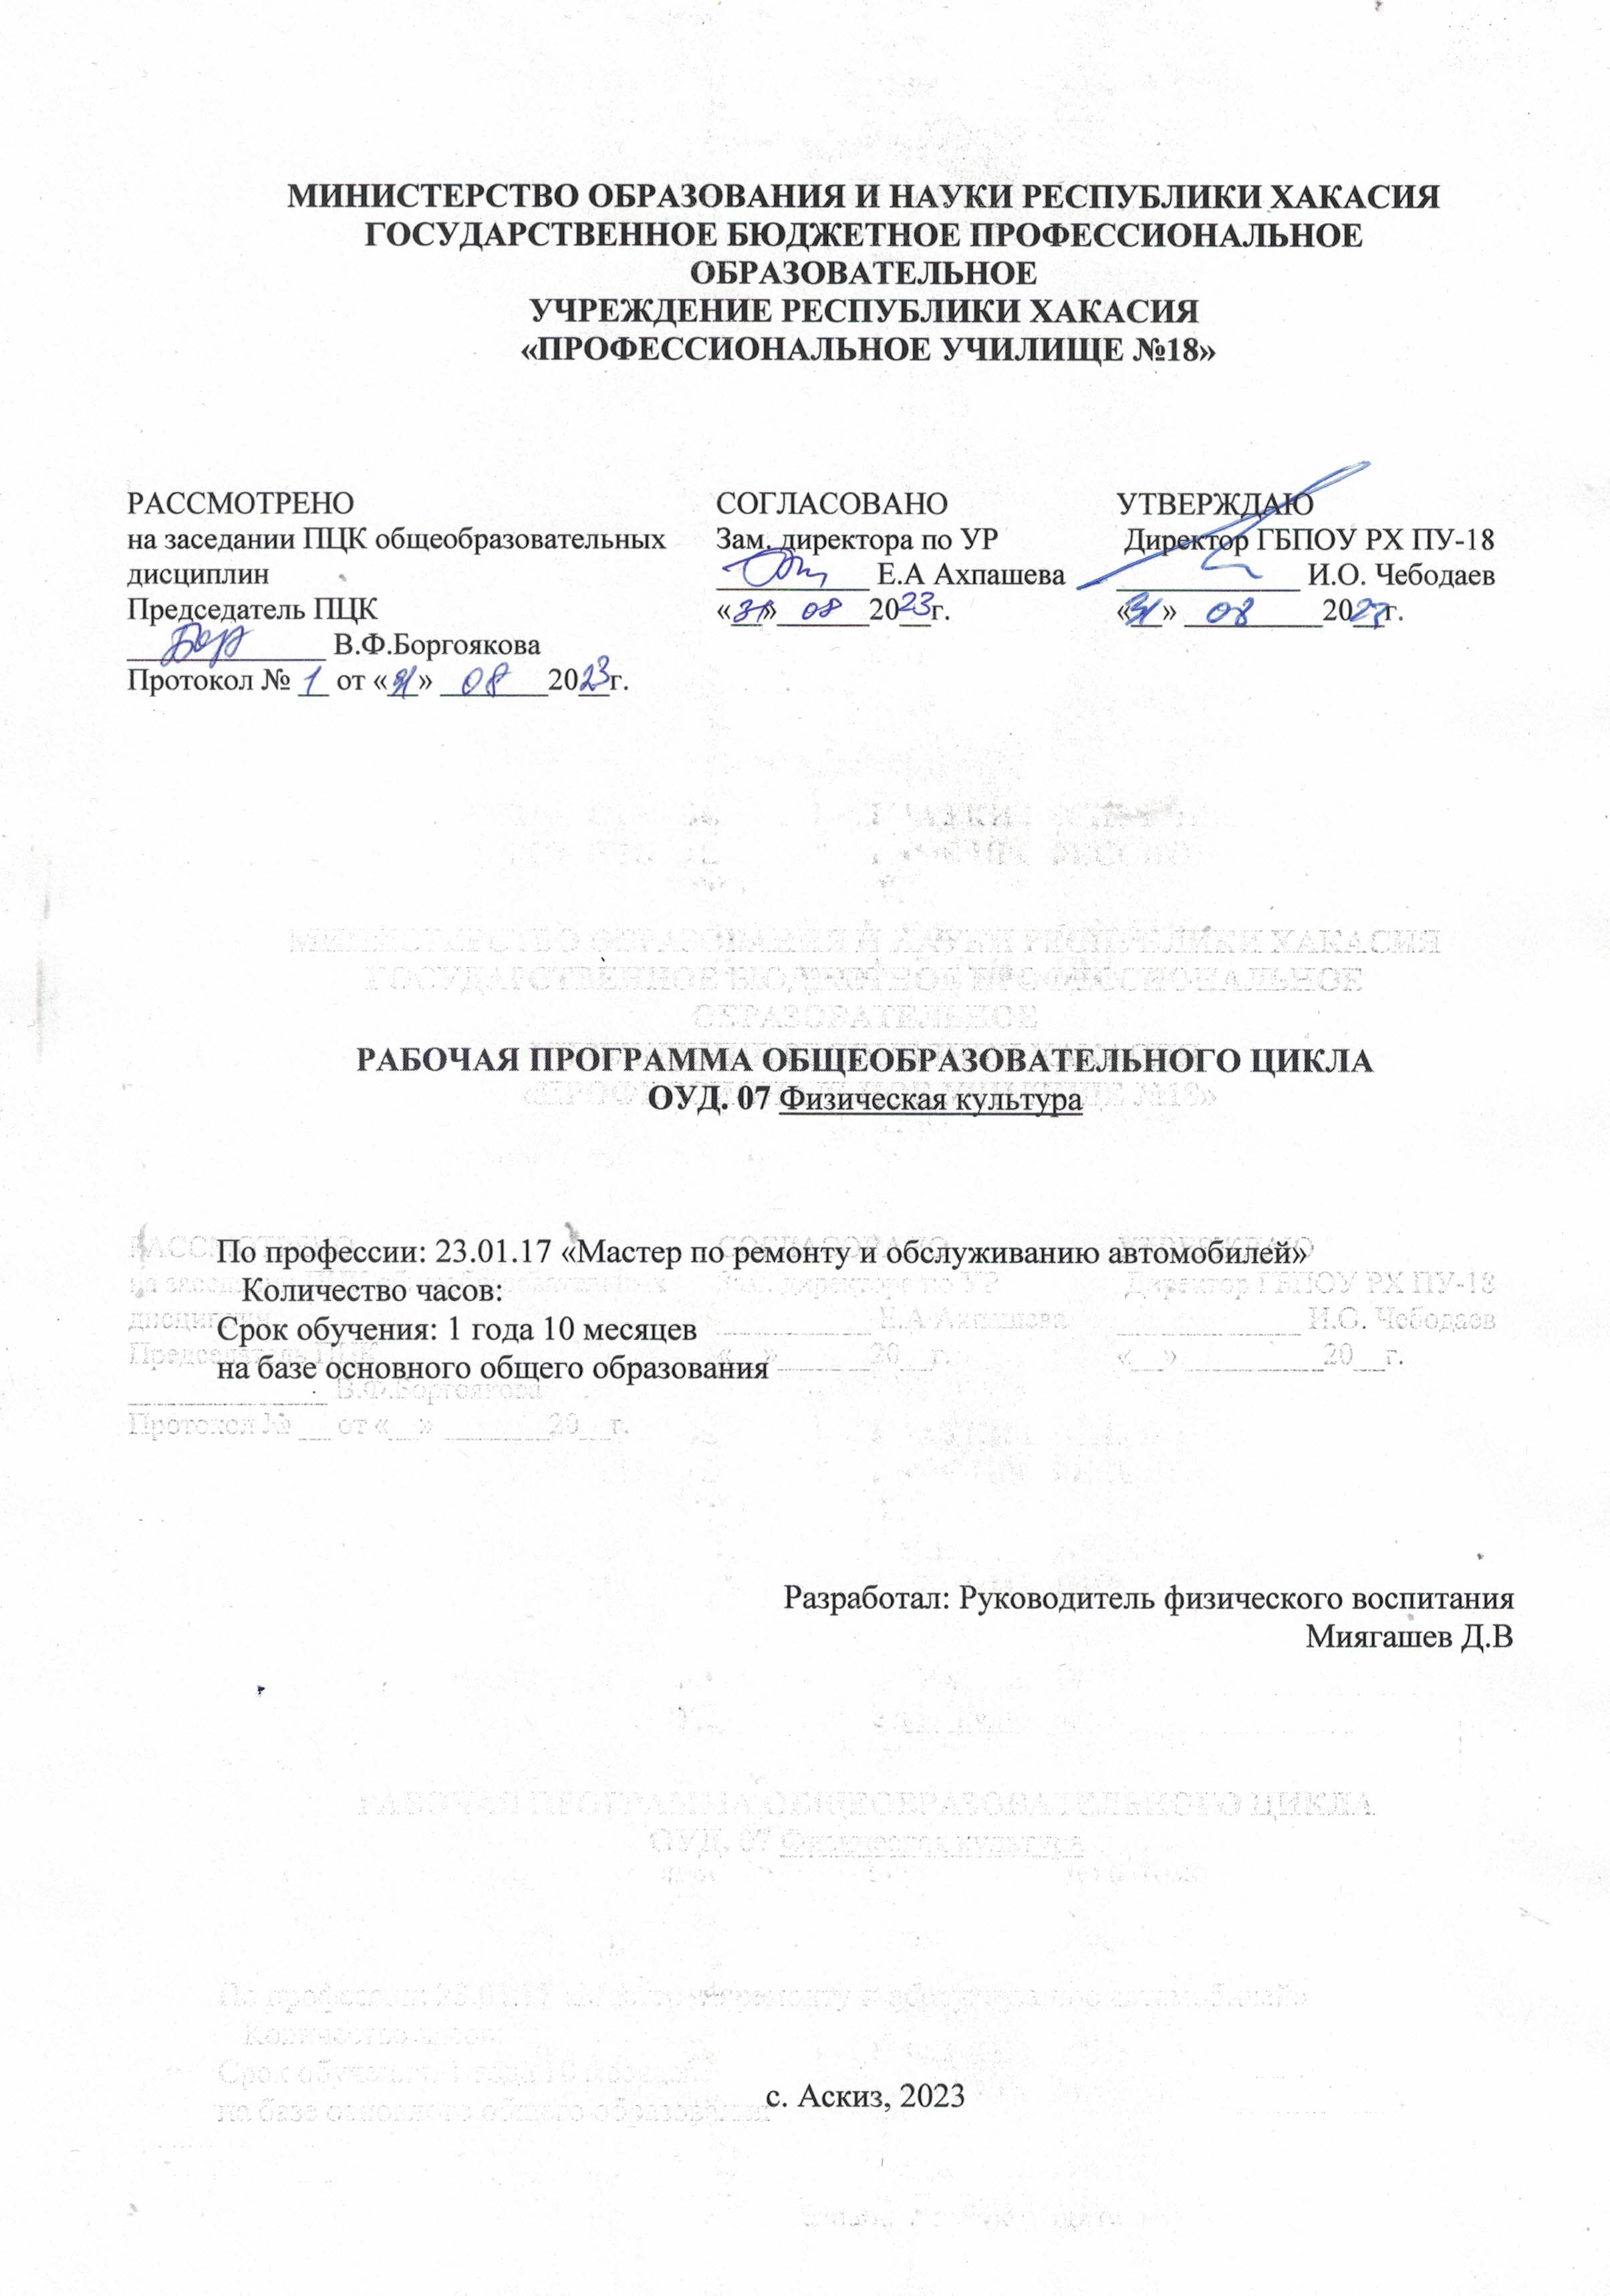 МИНИСТЕРСТВО ОБРАЗОВАНИЯ И НАУКИ РЕСПУБЛИКИ ХАКАСИЯ
ГОСУДАРСТВЕННОЕ БЮДЖЕТНОЕ ПРОФЕССИОНАЛЬНОЕ
ОБРАЗОВАТЕЛЬНОЕ
УЧРЕЖДЕНИЕ РЕСПУБЛИКИ ХАКАСИЯ
«ПРОФЕССИОНАЛЬНОЕ УЧИЛИЩЕ №18»
РАССМОТРЕНО
на заседании ПЦК общеобразовательных
дисциплин
Председатель ПЦК
В.Ф.Боргоякова
Протокол № 1 от «31» 08 2023г.
СОГЛАСОВАНО
Зам. директора по УР
Е.А Ахпашева
«31» 08 2023г.
УТВЕРЖДАЮ
Директор ГБПОУ РХ ПУ-18
И.О. Чебодаев
«31» 08 2023г.
РАБОЧАЯ ПРОГРАММА ОБЩЕОБРАЗОВАТЕЛЬНОГО ЦИКЛА
ОУД. 07 Физическая культура
По профессии: 23.01.17 «Мастер по ремонту и обслуживанию автомобилей»
Количество часов:
Срок обучения: 1 года 10 месяцев
на базе основного общего образования
Разработал: Руководитель физического воспитания
Миягашев Д.В
с. Аскиз, 2023